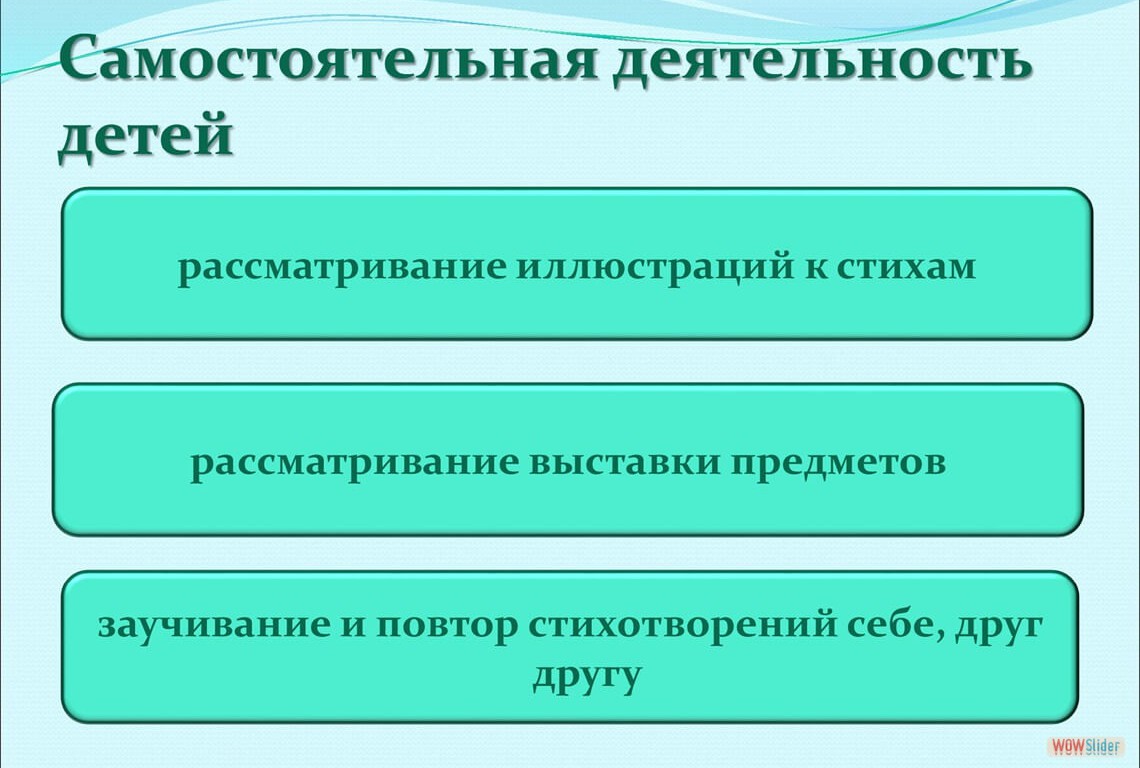 Самостоятельная деятельность
детей
рассматривание иллюстраций к стихам
рассматривание выставки предметов
заучивание и повтор стихотворений себе, друг
другу
WOWSlider